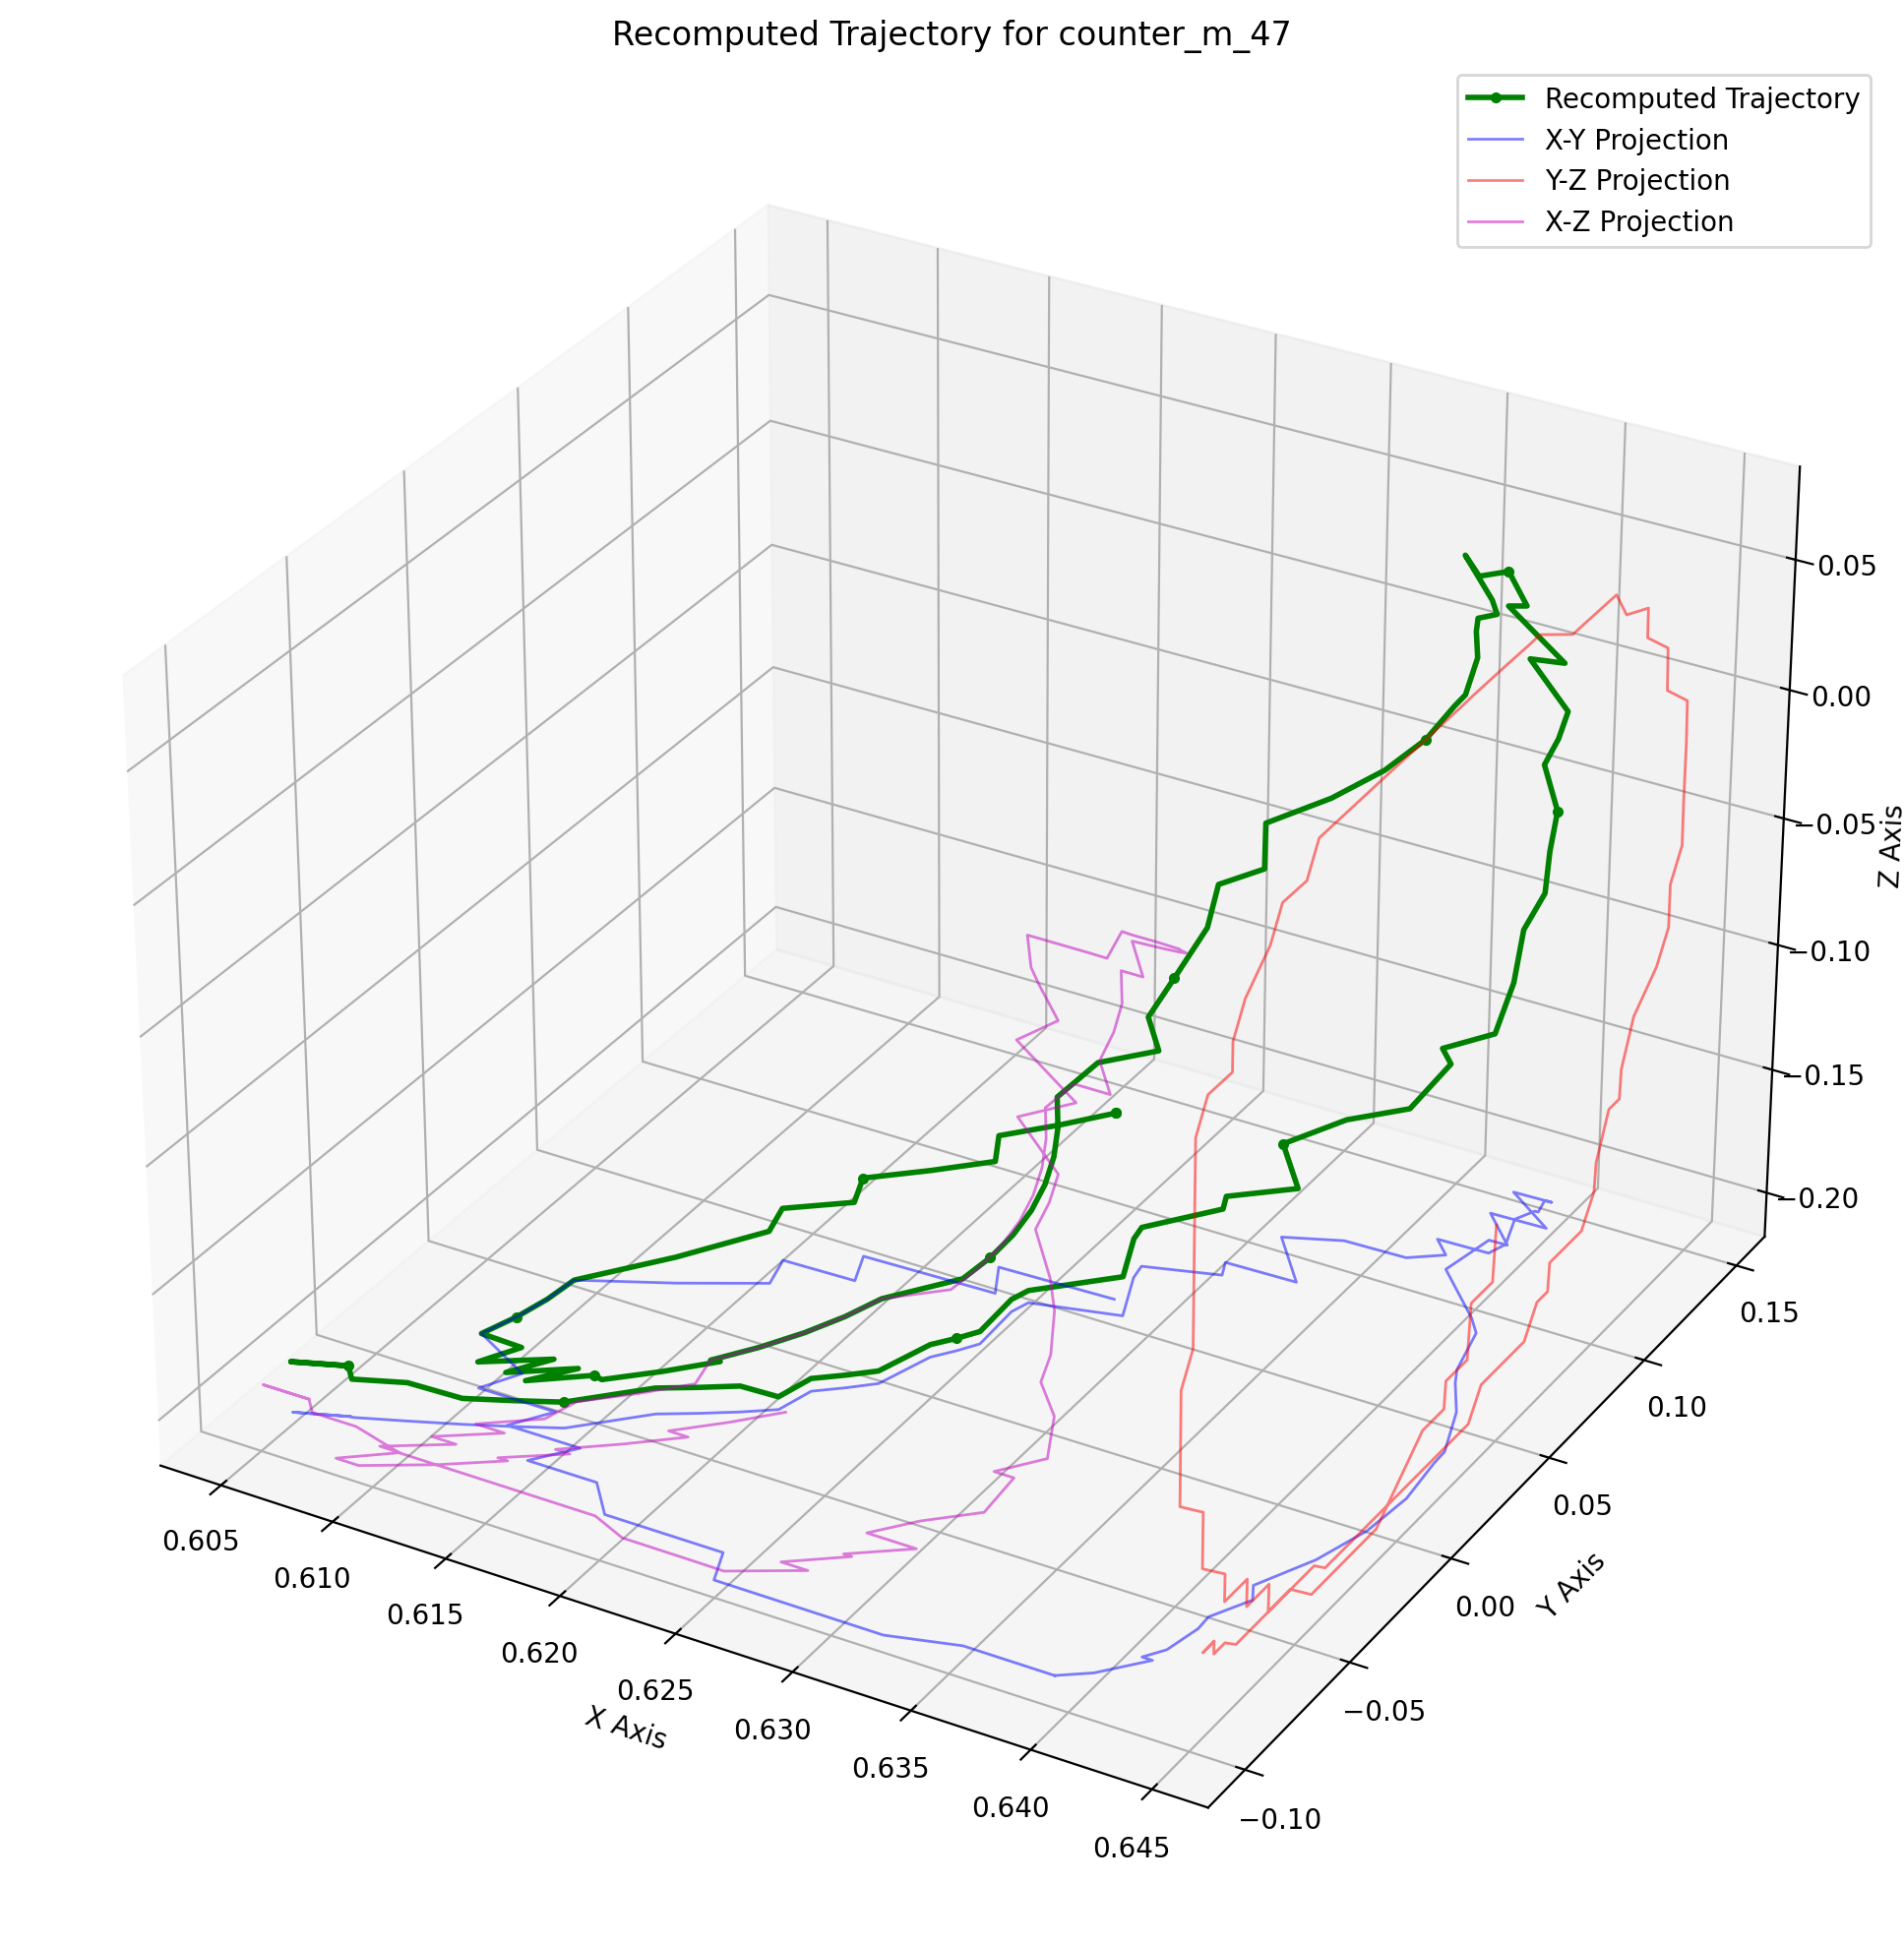 Recomputed Trajectory for counter_m_47
Recomputed Trajectory
X-Y Projection
Y-Z Projection
X-Z Projection
0.05
0.00
−0.05
−0.10
−0.15
−0.20
Z Axis
0.15
0.10
0.05
0.00
−0.05
−0.10
Y Axis
0.605
0.610
0.615
0.620
0.625
0.630
0.635
0.640
0.645
X Axis